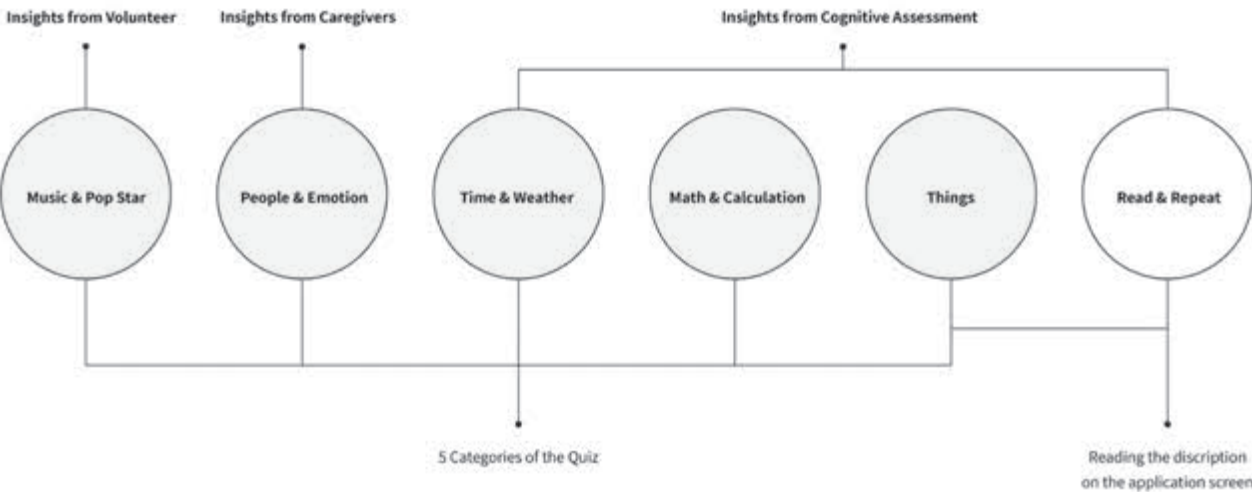 Insights from Volunteer
Insights from Caregivers
Insights from Cognitive Assessment
Music & Pop Star
People & Emotion
Time & Weather
Math & Calculation
Things
Read & Repeat
5 Categories of the Quiz
Reading the discription
on the application screen